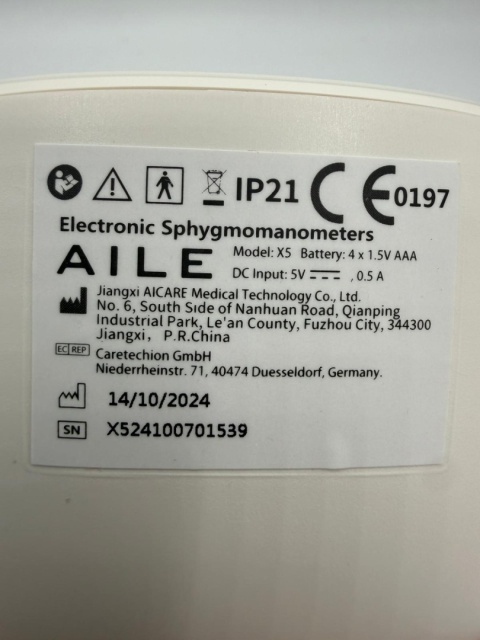 IP21 CE 0197
Electronic Sphygmomanometers
AILE
Model: X5 Battery: 4 x 1.5V AAA
DC Input: 5V ⎓ , 0.5 A
Jiangxi AICARE Medical Technology Co., Ltd.
No. 6, South Side of Nanhuan Road, Qianping
Industrial Park, Le'an County, Fuzhou City, 344300
Jiangxi, P.R.China
EC REP
Caretechion GmbH
Niederrheinstr. 71, 40474 Duesseldorf, Germany.
14/10/2024
SN X524100701539